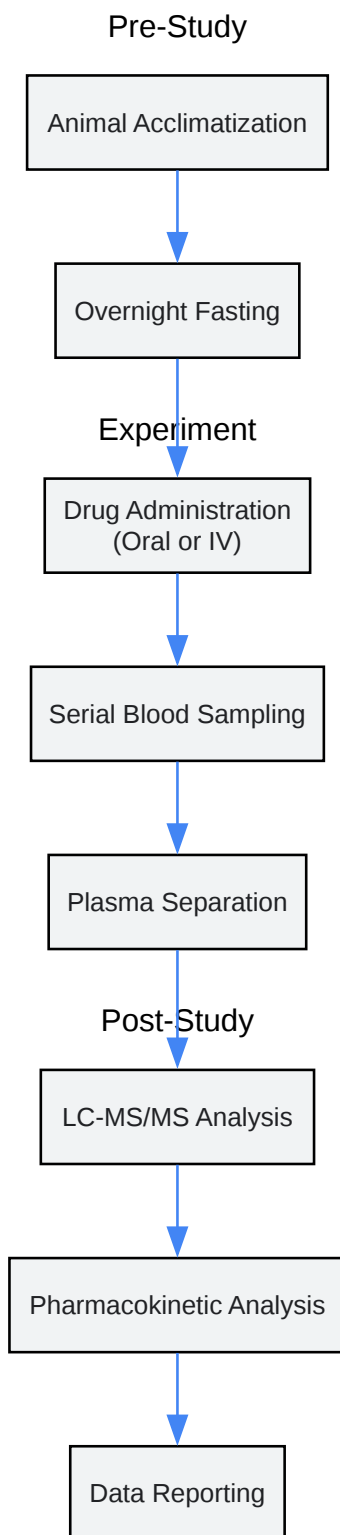 Pre-Study
Animal Acclimatization
Overnight Fasting
Experiment
Drug Administration
(Oral or IV)
Serial Blood Sampling
Plasma Separation
Post-Study
LC-MS/MS Analysis
Pharmacokinetic Analysis
Data Reporting